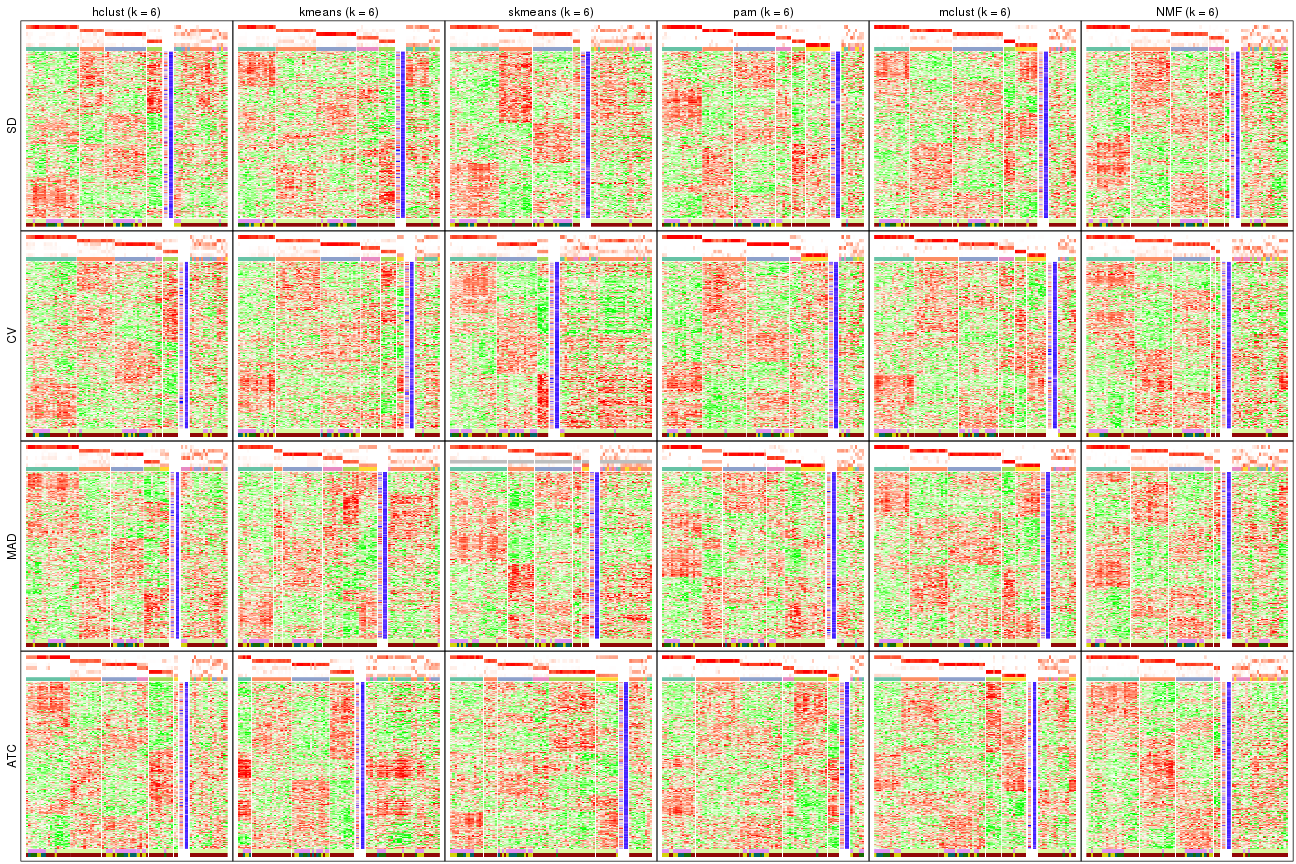 hclust (k = 6) kmeans (k = 6) skmeans (k = 6) pam (k = 6) mclust (k = 6) NMF (k = 6)
SD
CV
MAD
ATC